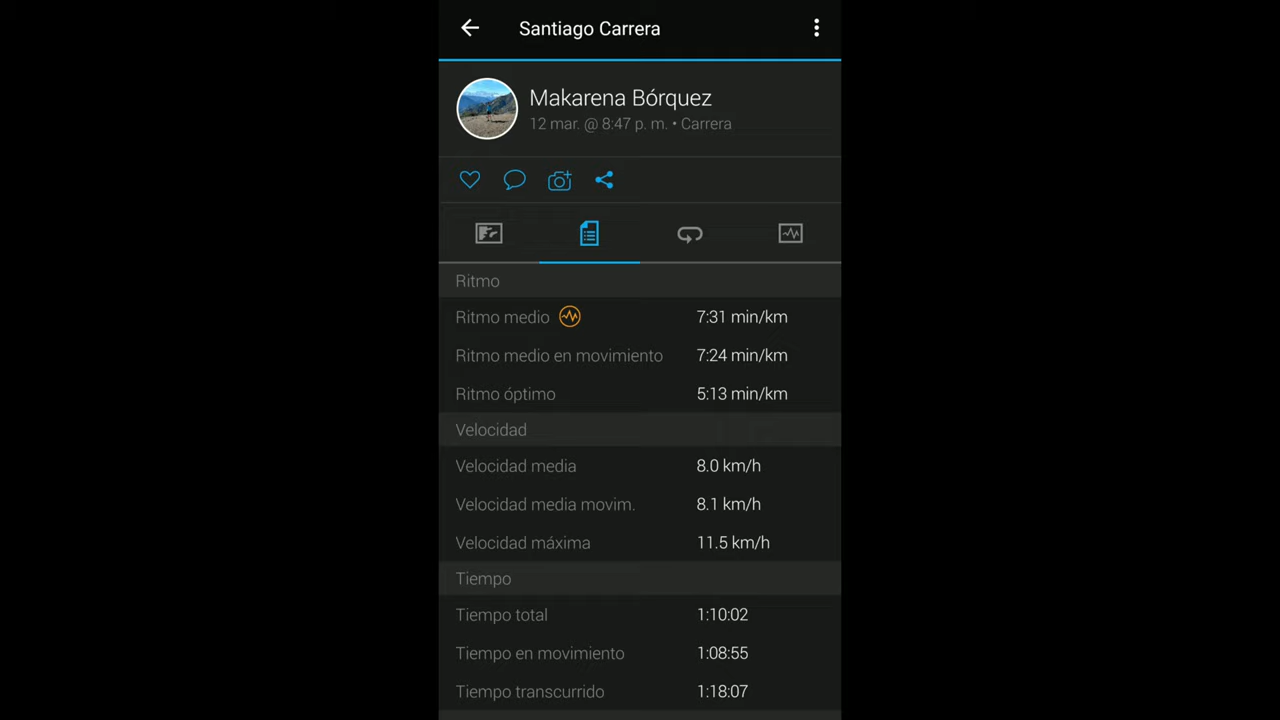 Santiago Carrera
Makarena Bórquez
12 mar. @ 8:47 p. m. • Carrera
Ritmo
Ritmo medio 7:31 min/km
Ritmo medio en movimiento 7:24 min/km
Ritmo óptimo 5:13 min/km
Velocidad
Velocidad media 8.0 km/h
Velocidad media movim. 8.1 km/h
Velocidad máxima 11.5 km/h
Tiempo
Tiempo total 1:10:02
Tiempo en movimiento 1:08:55
Tiempo transcurrido 1:18:07